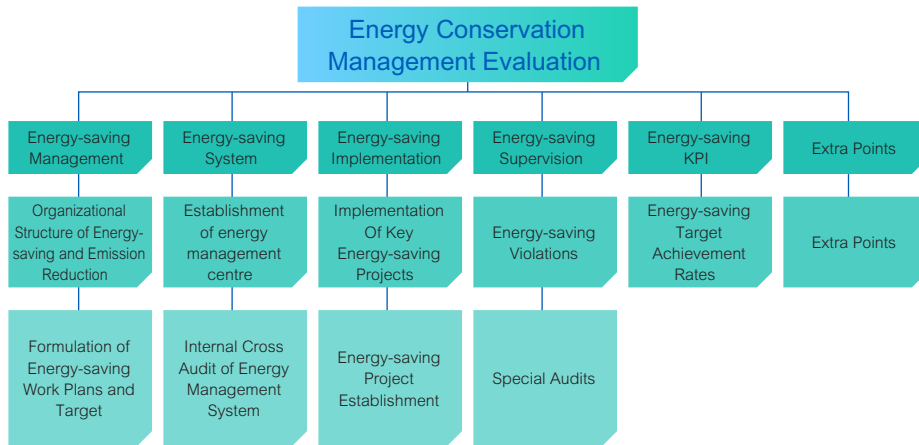 Energy Conservation
Management Evaluation
Energy-saving
Management
Energy-saving
System
Energy-saving
Implementation
Energy-saving
Supervision
Energy-saving
KPI
Extra Points
Organizational
Structure of Energy-
saving and Emission
Reduction
Establishment
of energy
management
centre
Implementation
Of Key
Energy-saving
Projects
Energy-saving
Violations
Energy-saving
Target
Achievement
Rates
Extra Points
Formulation of
Energy-saving
Work Plans and
Target
Internal Cross
Audit of Energy
Management
System
Energy-saving
Project
Establishment
Special Audits